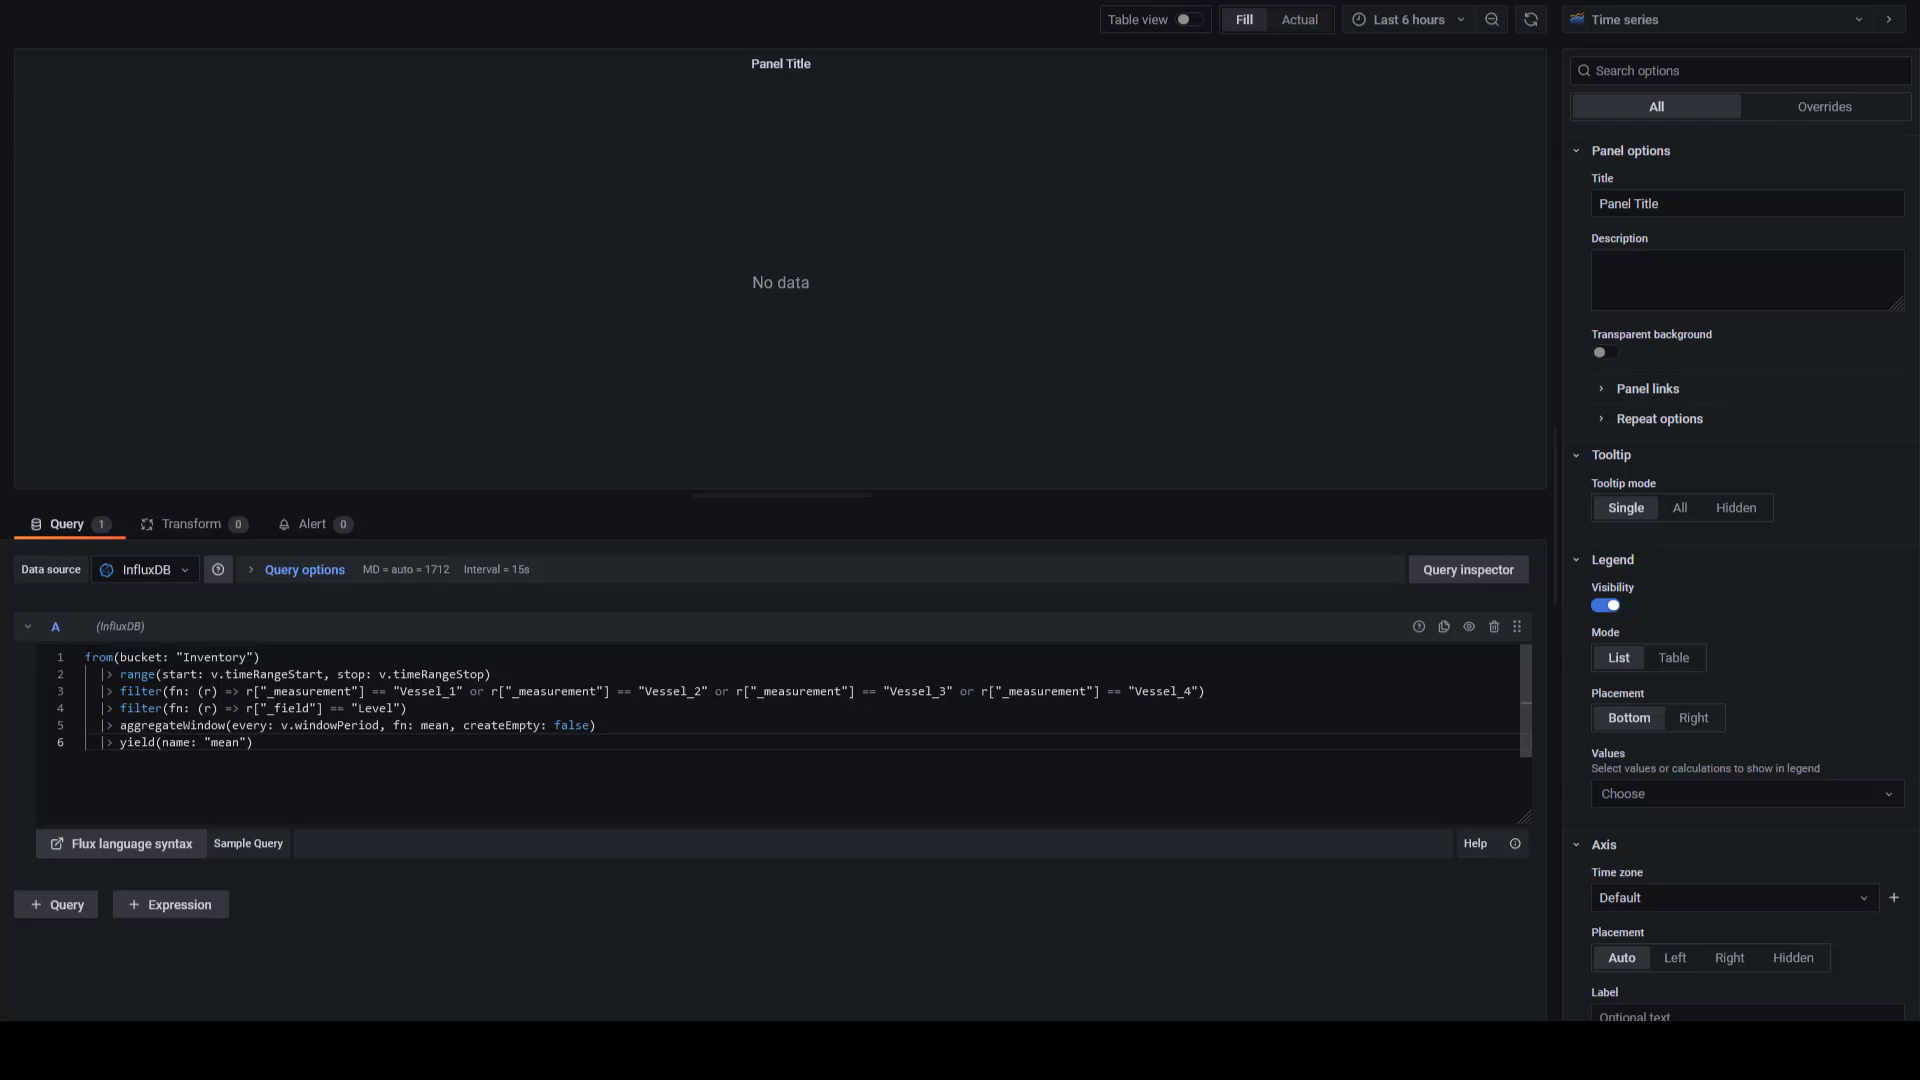 Table view
Fill
Actual
Last 6 hours
Time series
Panel Title
No data
Search options
All
Overrides
Panel options
Title
Panel Title
Description
Transparent background
Panel links
Repeat options
Tooltip
Tooltip mode
Single
All
Hidden
Legend
Visibility
Mode
List
Table
Placement
Bottom
Right
Values
Select values or calculations to show in legend
Choose
Axis
Time zone
Default
Placement
Auto
Left
Right
Hidden
Label
Optional text
Query 1
Transform 0
Alert 0
Data source
InfluxDB
Query options
MD = auto = 1712
Interval = 15s
Query inspector
A
(InfluxDB)
1 from(bucket: "Inventory")
2 |> range(start: v.timeRangeStart, stop: v.timeRangeStop)
3 |> filter(fn: (r) => r["_measurement"] == "Vessel_1" or r["_measurement"] == "Vessel_2" or r["_measurement"] == "Vessel_3" or r["_measurement"] == "Vessel_4")
4 |> filter(fn: (r) => r["_field"] == "Level")
5 |> aggregateWindow(every: v.windowPeriod, fn: mean, createEmpty: false)
6 |> yield(name: "mean")
Flux language syntax
Sample Query
Help
+ Query
+ Expression